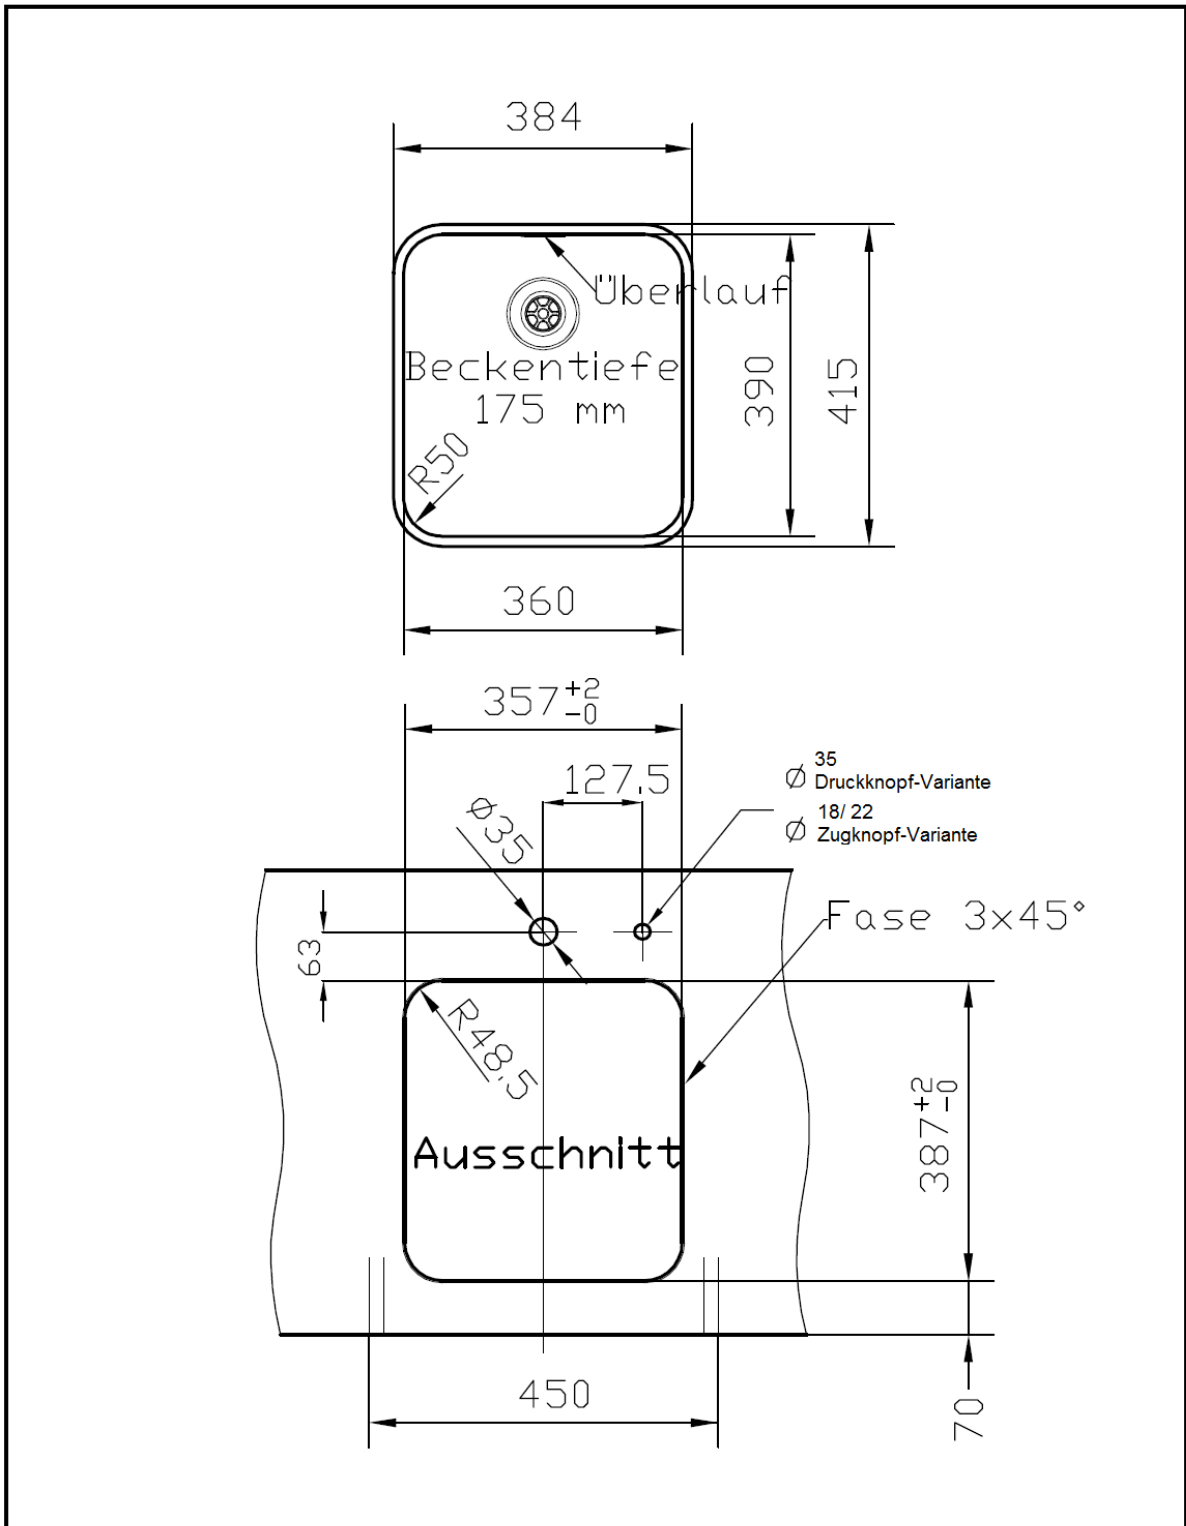 384
Überlauf
Beckentiefe
175 mm
390
415
R50
360
357 +2 -0
127.5
⌀ 35
Druckknopf-Variante
18/ 22
⌀ Zugknopf-Variante
⌀35
Fase 3x45°
63
R48.5
387 +2 -0
Ausschnitt
450
70